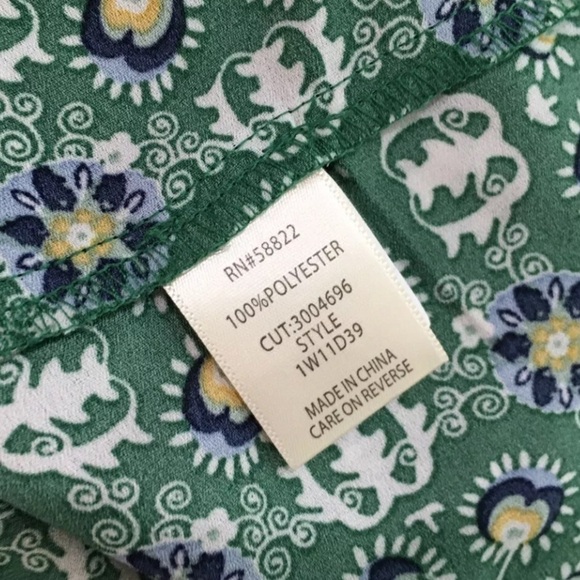 RN#58822
100%POLYESTER
CUT:3004696
STYLE
1W11D39
MADE IN CHINA
CARE ON REVERSE